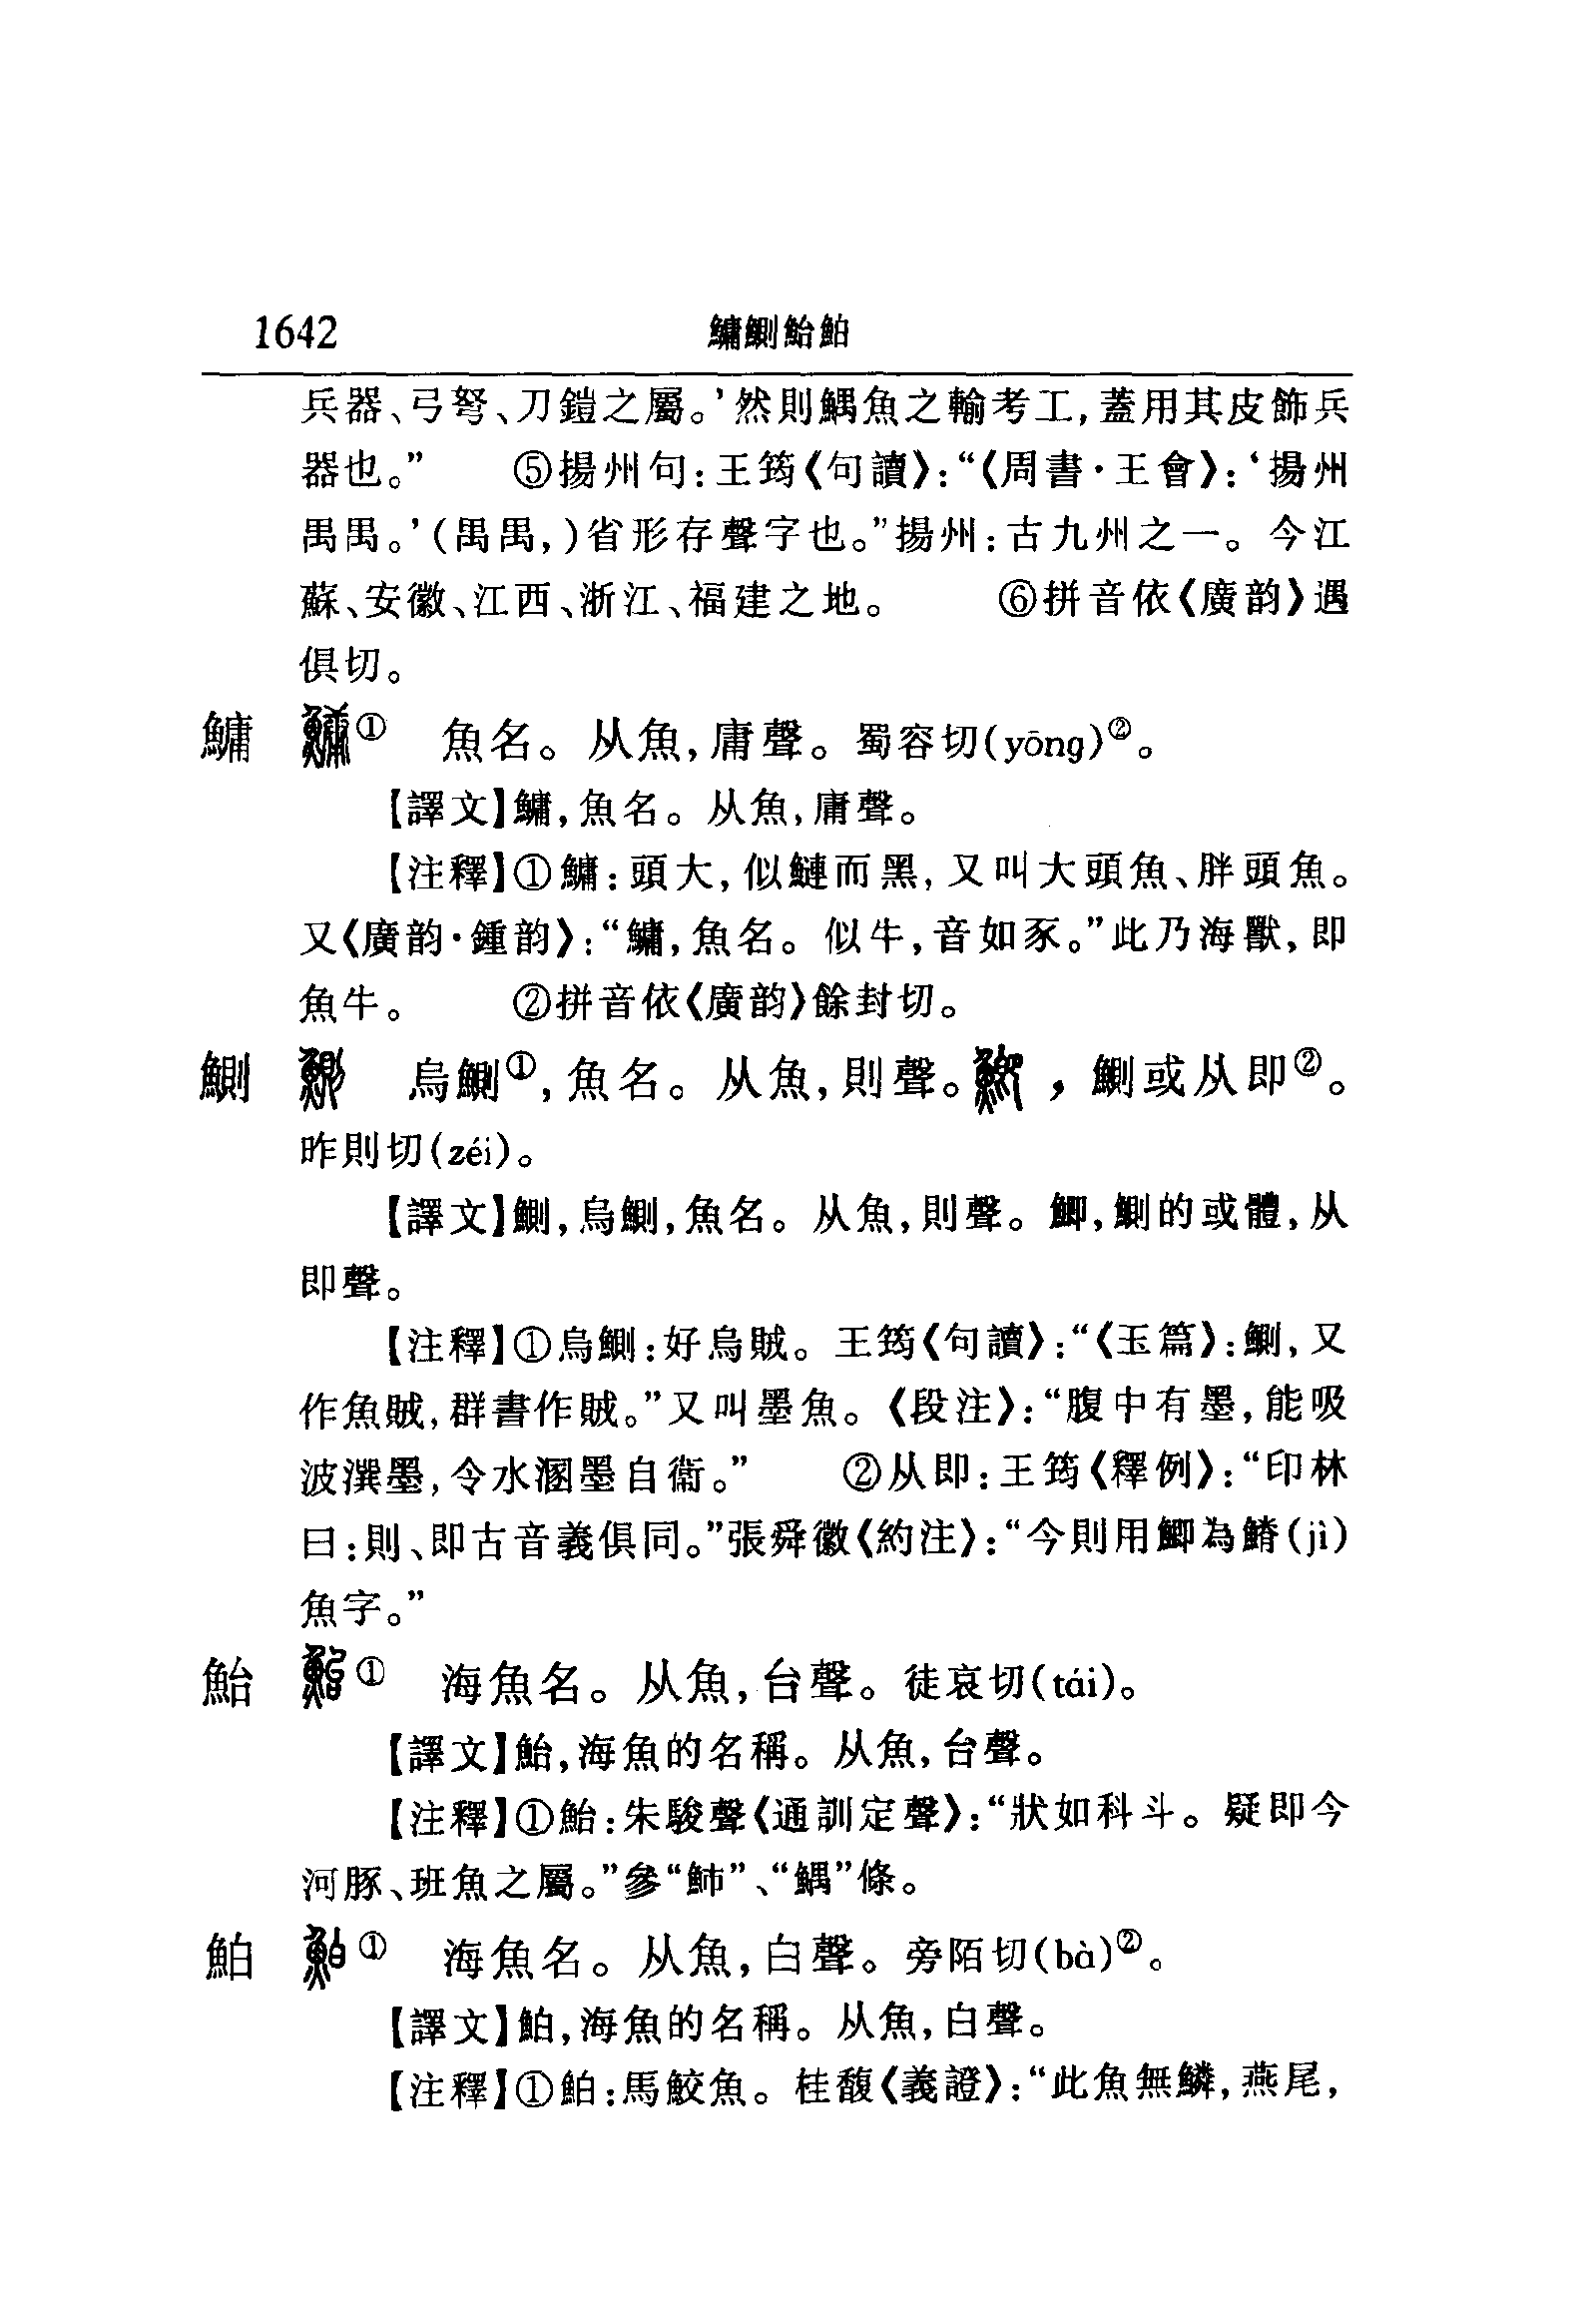 1642 鱅鰂鮐鮊
兵器、弓弩、刀鎧之屬。’然則鰅魚之輸考工,蓋用其皮飾兵
器也。” ⑤揚州句:王筠《句讀》:“《周書·王會》:‘揚州
禺禺。’(禺禺,)省形存聲字也。”揚州:古九州之一。今江
蘇、安徽、江西、浙江、福建之地。 ⑥拼音依《廣韵》遇
俱切。
鱅 ① 魚名。从魚,庸聲。蜀容切(yōng)②。
【譯文】鱅,魚名。从魚,庸聲。
【注釋】①鱅:頭大,似鰱而黑,又叫大頭魚、胖頭魚。
又《廣韵·鍾韵》:“鱅,魚名。似牛,音如豕。”此乃海獸,即
魚牛。 ②拼音依《廣韵》餘封切。
鰂 烏鰂①,魚名。从魚,則聲。,鰂或从即②。
昨則切(zéi)。
【譯文】鰂,烏鰂,魚名。从魚,則聲。鯽,鰂的或體,从
即聲。
【注釋】①烏鰂:好烏賊。王筠《句讀》:“《玉篇》:鰂,又
作魚賊,群書作賊。”又叫墨魚。《段注》:“腹中有墨,能吸
波潠墨,令水溷墨自衞。” ②从即:王筠《釋例》:“印林
曰:則、即古音義俱同。”張舜徽《約注》:“今則用鯽為鰿(jì)
魚字。”
鮐 ① 海魚名。从魚,台聲。徒哀切(tái)。
【譯文】鮐,海魚的名稱。从魚,台聲。
【注釋】①鮐:朱駿聲《通訓定聲》:“狀如科斗。疑即今
河豚、班魚之屬。”參“魳”、“鰅”條。
鮊 ① 海魚名。从魚,白聲。旁陌切(bà)②。
【譯文】鮊,海魚的名稱。从魚,白聲。
【注釋】①鮊:馬鮫魚。桂馥《義證》:“此魚無鱗,燕尾,